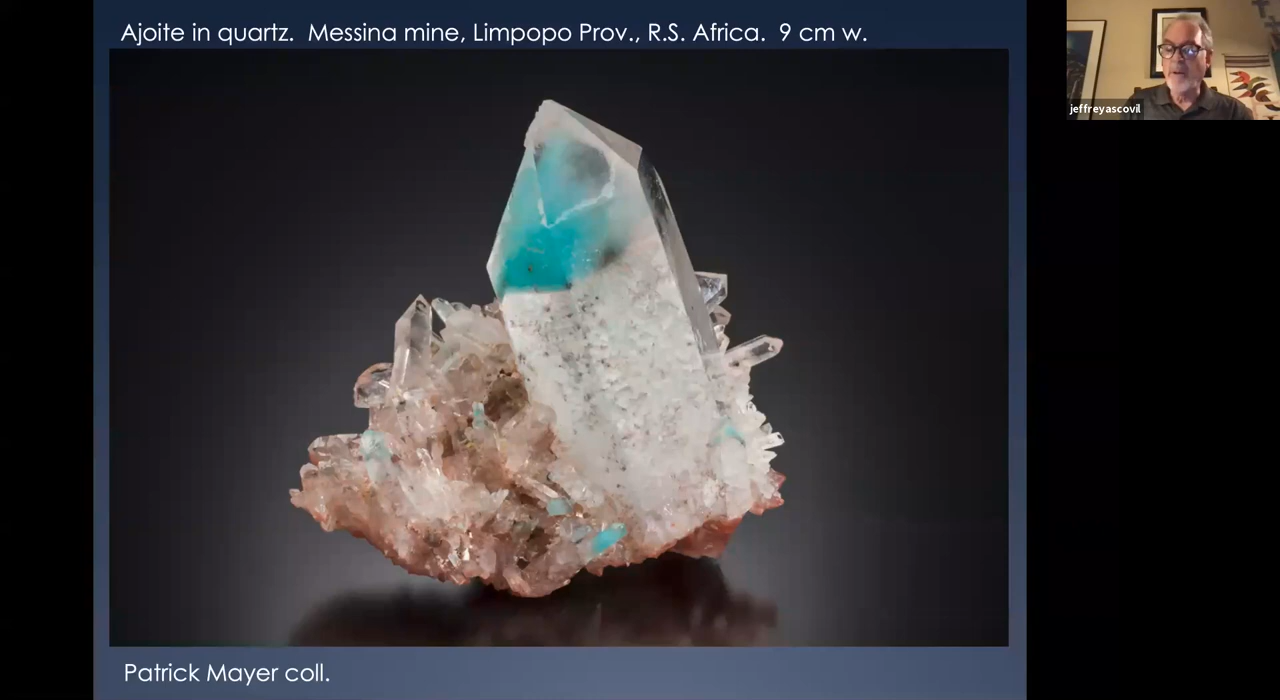 Ajoite in quartz.  Messina mine, Limpopo Prov., R.S. Africa.  9 cm w.
jeffreyascovil
Patrick Mayer coll.